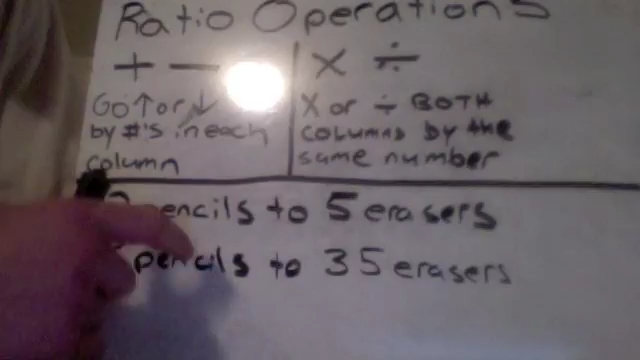 Ratio Operations
+ − × ÷
Go ↑ or ↓ X or ÷ BOTH
by #'s in each columns by the
column same number
pencils to 5 erasers
pencils to 35 erasers